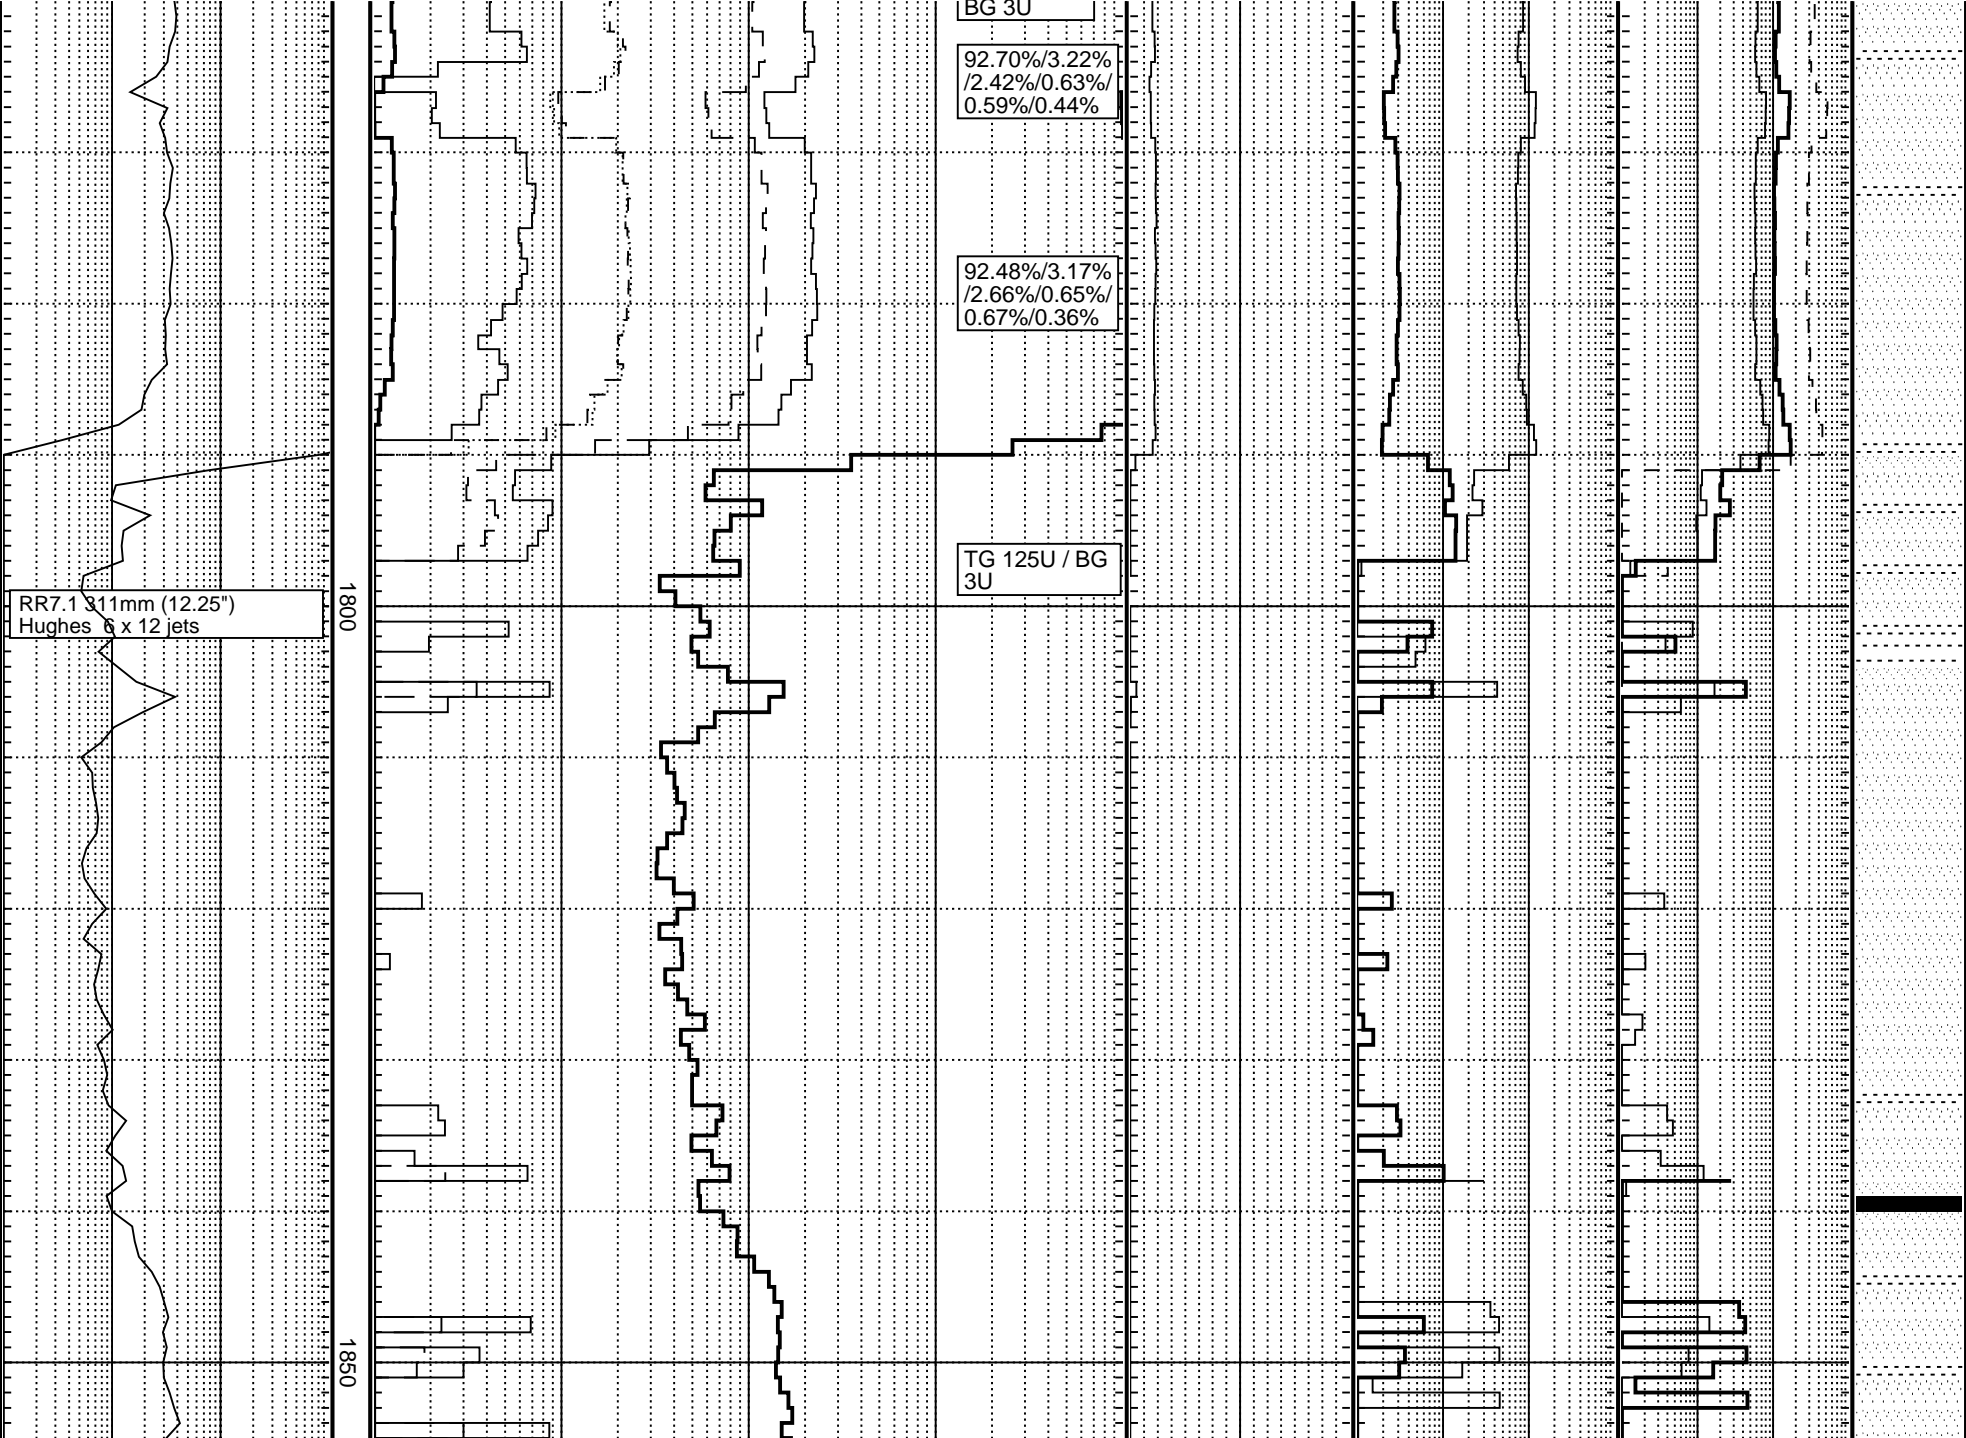 BG 3U
92.70%/3.22%
/2.42%/0.63%/
0.59%/0.44%
92.48%/3.17%
/2.66%/0.65%/
0.67%/0.36%
TG 125U / BG
3U
RR7.1 311mm (12.25")
Hughes 6 x 12 jets
1800
1850